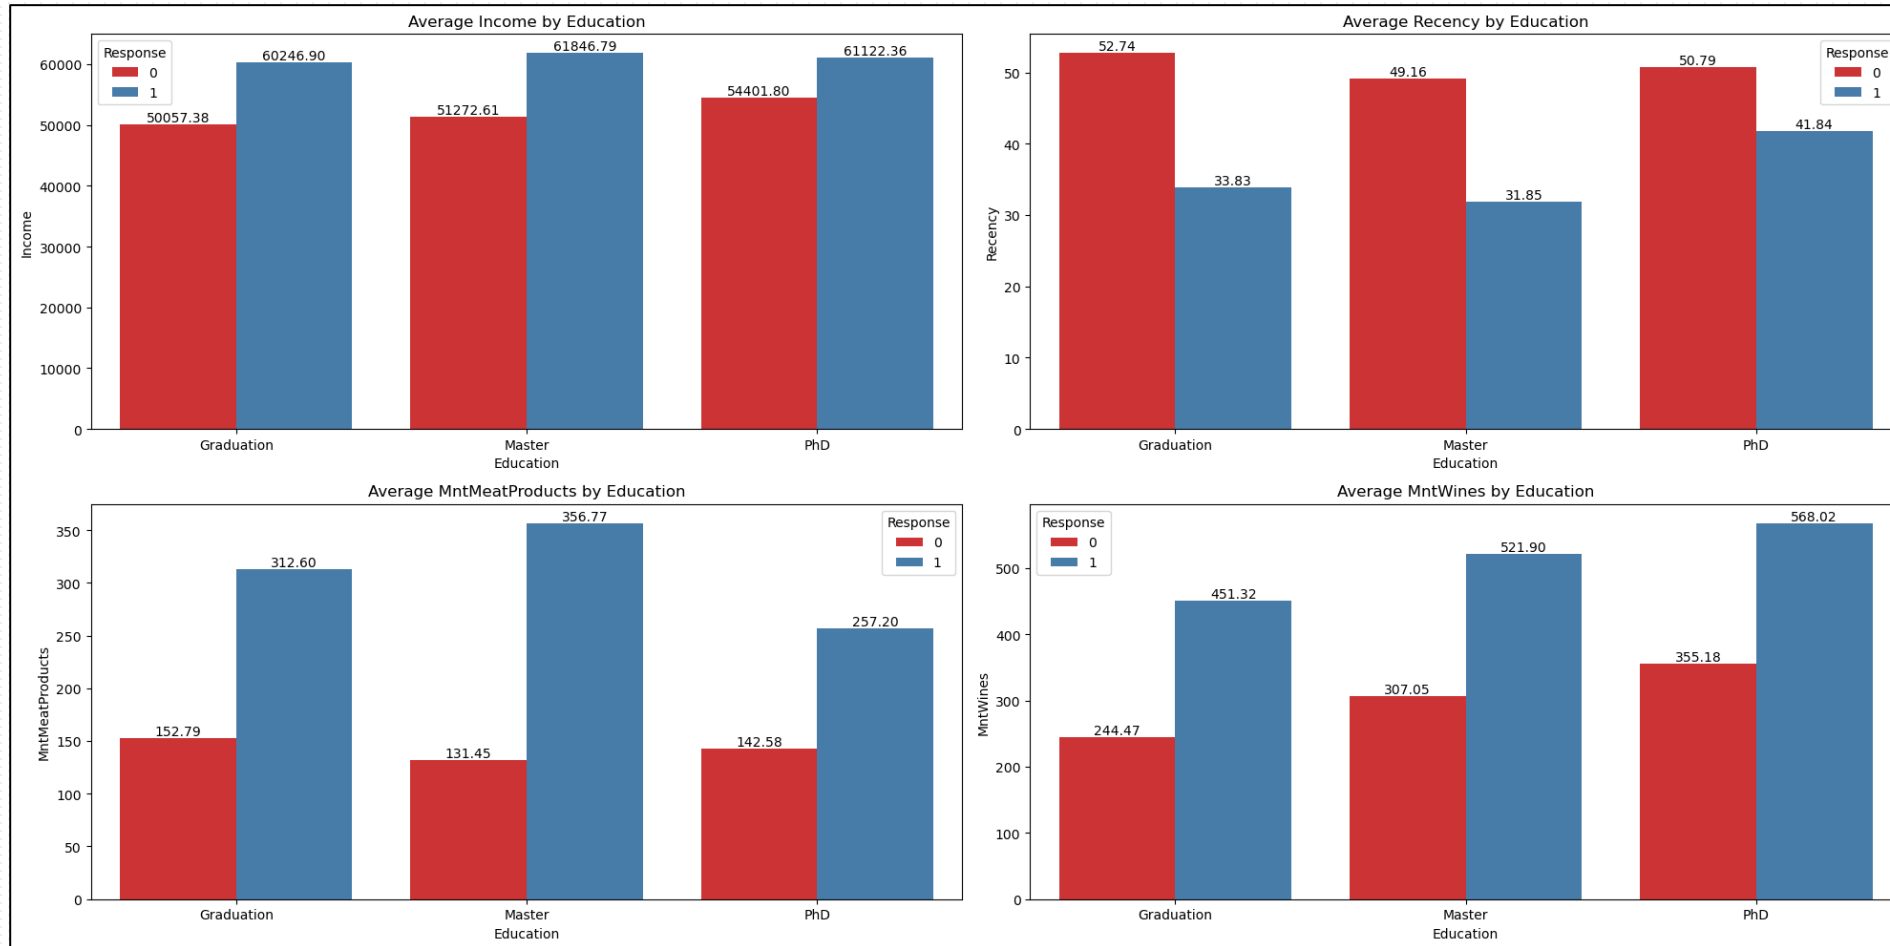 Average Income by Education
Response
0
1
60246.90
61846.79
61122.36
50057.38
51272.61
54401.80
60000
50000
40000
30000
20000
10000
0
Income
Graduation
Master
PhD
Education
Average Recency by Education
Response
0
1
52.74
49.16
50.79
33.83
31.85
41.84
50
40
30
20
10
0
Recency
Graduation
Master
PhD
Education
Average MntMeatProducts by Education
Response
0
1
152.79
312.60
131.45
356.77
142.58
257.20
350
300
250
200
150
100
50
0
MntMeatProducts
Graduation
Master
PhD
Education
Average MntWines by Education
Response
0
1
244.47
451.32
307.05
521.90
355.18
568.02
500
400
300
200
100
0
MntWines
Graduation
Master
PhD
Education